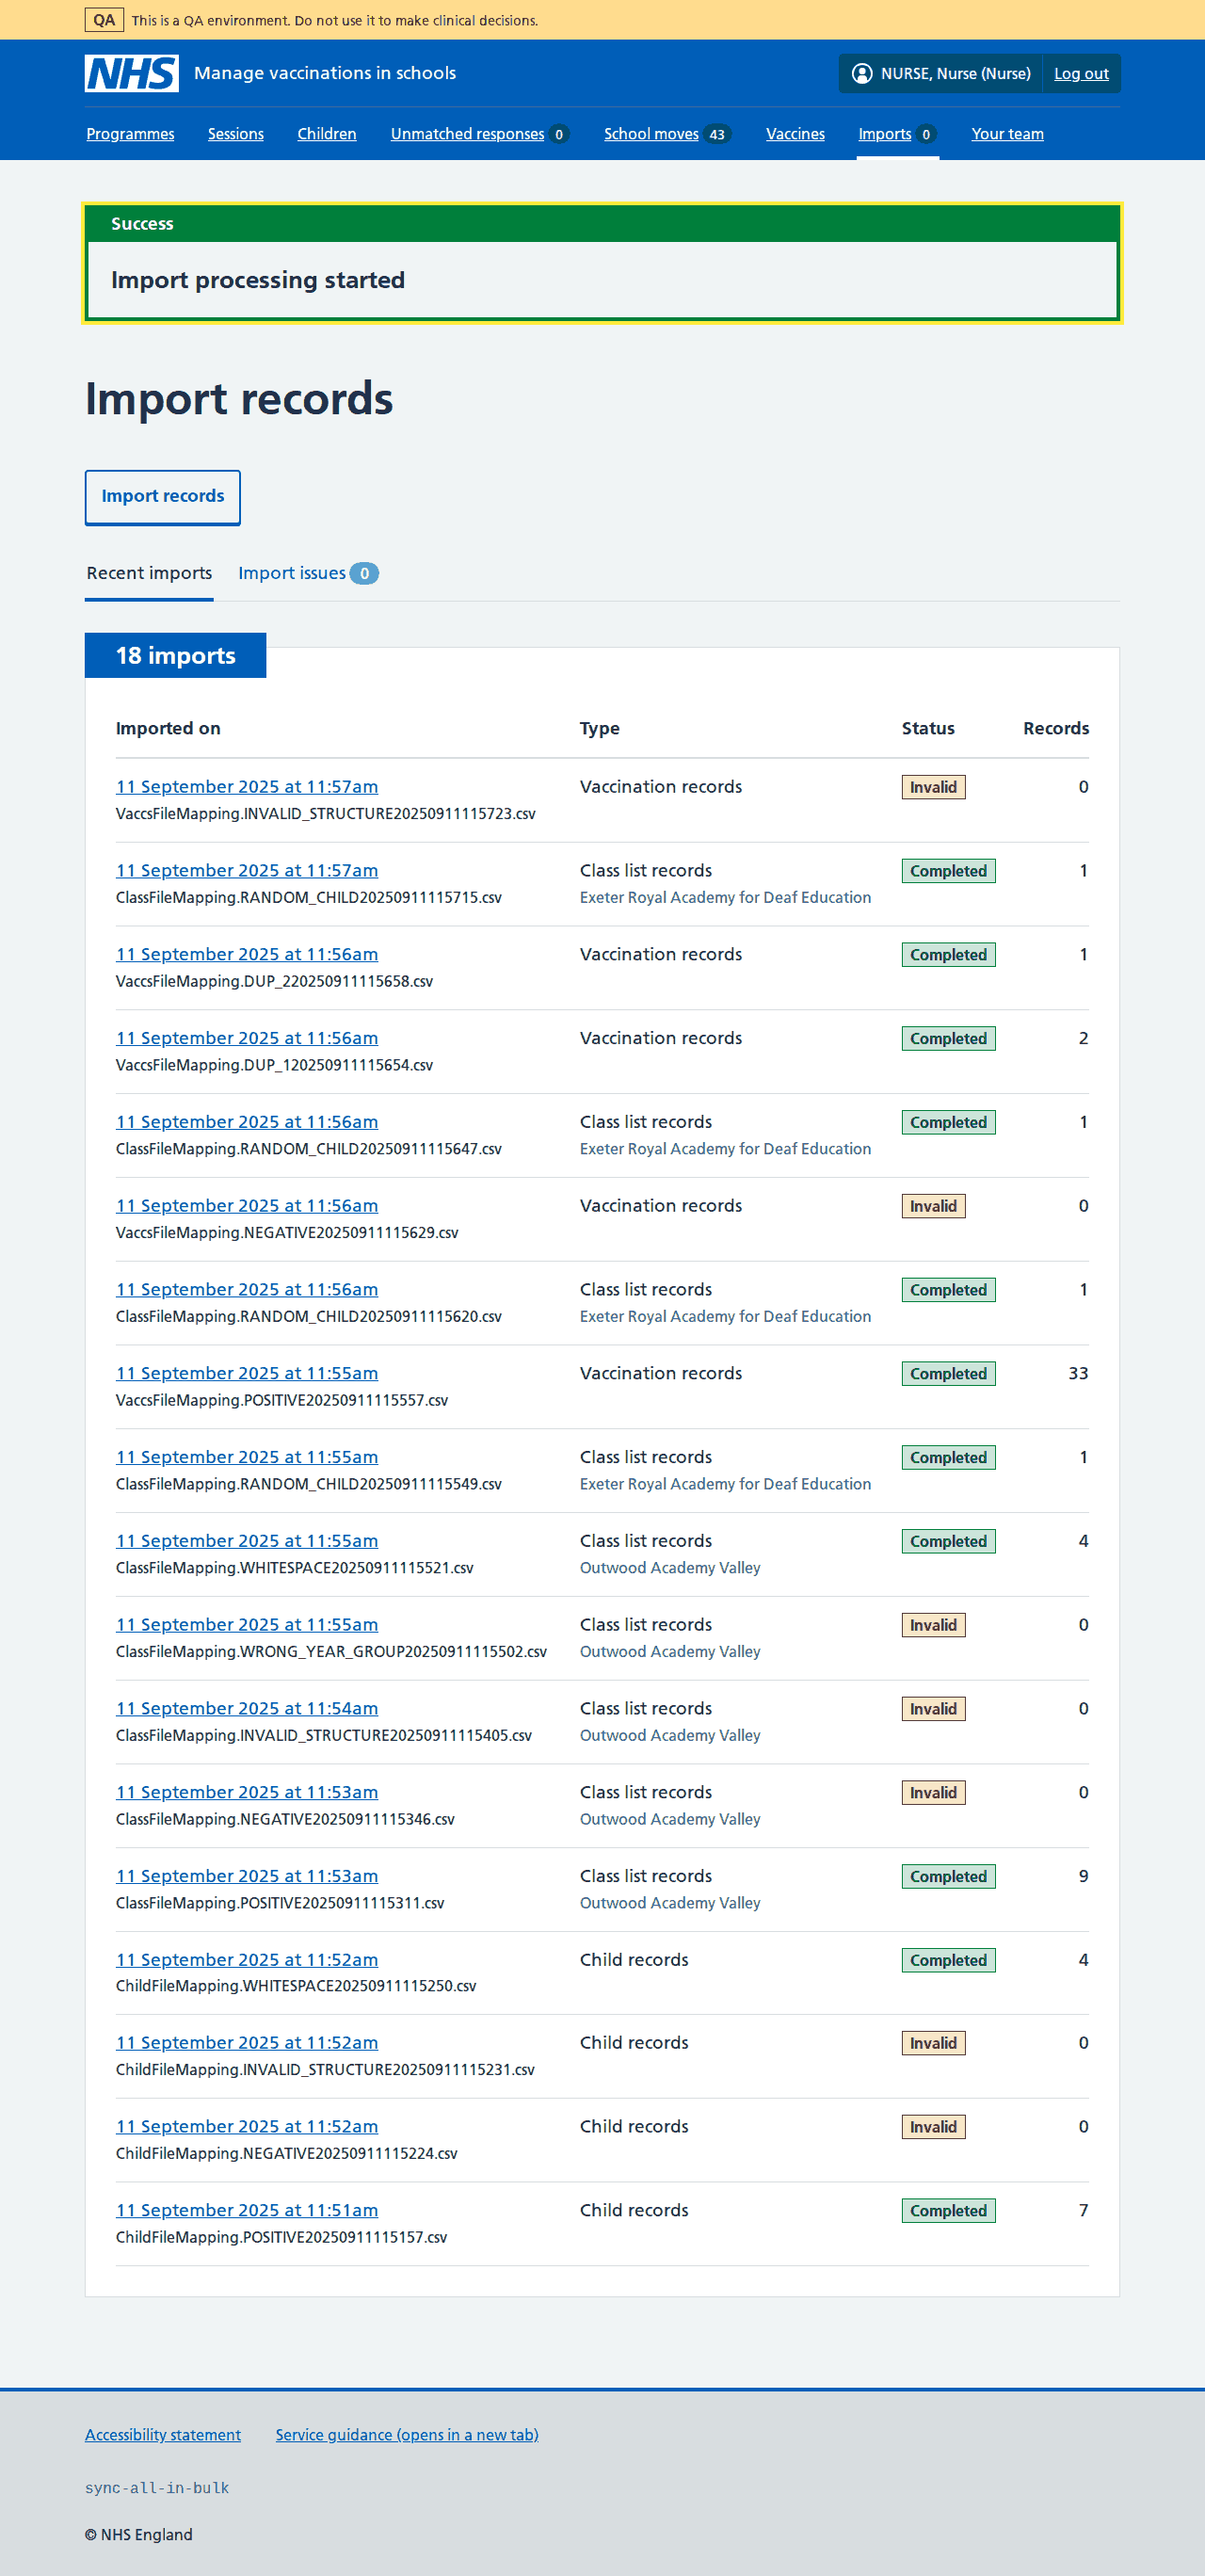 QA This is a QA environment. Do not use it to make clinical decisions.
NHS Manage vaccinations in schools NURSE, Nurse (Nurse) Log out
Programmes Sessions Children Unmatched responses 0 School moves 43 Vaccines Imports 0 Your team
Success
Import processing started
Import records
Import records
Recent imports Import issues 0
18 imports
Imported on Type Status Records
11 September 2025 at 11:57am Vaccination records Invalid 0
VaccsFileMapping.INVALID_STRUCTURE20250911115723.csv
11 September 2025 at 11:57am Class list records Completed 1
ClassFileMapping.RANDOM_CHILD20250911115715.csv Exeter Royal Academy for Deaf Education
11 September 2025 at 11:56am Vaccination records Completed 1
VaccsFileMapping.DUP_220250911115658.csv
11 September 2025 at 11:56am Vaccination records Completed 2
VaccsFileMapping.DUP_120250911115654.csv
11 September 2025 at 11:56am Class list records Completed 1
ClassFileMapping.RANDOM_CHILD20250911115647.csv Exeter Royal Academy for Deaf Education
11 September 2025 at 11:56am Vaccination records Invalid 0
VaccsFileMapping.NEGATIVE20250911115629.csv
11 September 2025 at 11:56am Class list records Completed 1
ClassFileMapping.RANDOM_CHILD20250911115620.csv Exeter Royal Academy for Deaf Education
11 September 2025 at 11:55am Vaccination records Completed 33
VaccsFileMapping.POSITIVE20250911115557.csv
11 September 2025 at 11:55am Class list records Completed 1
ClassFileMapping.RANDOM_CHILD20250911115549.csv Exeter Royal Academy for Deaf Education
11 September 2025 at 11:55am Class list records Completed 4
ClassFileMapping.WHITESPACE20250911115521.csv Outwood Academy Valley
11 September 2025 at 11:55am Class list records Invalid 0
ClassFileMapping.WRONG_YEAR_GROUP20250911115502.csv Outwood Academy Valley
11 September 2025 at 11:54am Class list records Invalid 0
ClassFileMapping.INVALID_STRUCTURE20250911115405.csv Outwood Academy Valley
11 September 2025 at 11:53am Class list records Invalid 0
ClassFileMapping.NEGATIVE20250911115346.csv Outwood Academy Valley
11 September 2025 at 11:53am Class list records Completed 9
ClassFileMapping.POSITIVE20250911115311.csv Outwood Academy Valley
11 September 2025 at 11:52am Child records Completed 4
ChildFileMapping.WHITESPACE20250911115250.csv
11 September 2025 at 11:52am Child records Invalid 0
ChildFileMapping.INVALID_STRUCTURE20250911115231.csv
11 September 2025 at 11:52am Child records Invalid 0
ChildFileMapping.NEGATIVE20250911115224.csv
11 September 2025 at 11:51am Child records Completed 7
ChildFileMapping.POSITIVE20250911115157.csv
Accessibility statement Service guidance (opens in a new tab)
sync-all-in-bulk
© NHS England